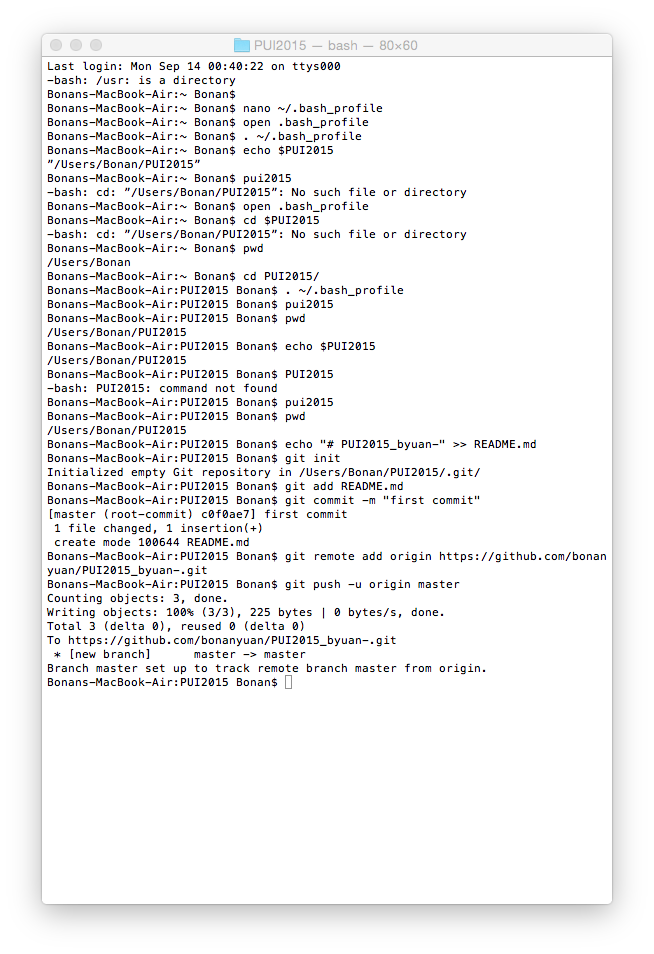 PUI2015 — bash — 80×60
Last login: Mon Sep 14 00:40:22 on ttys000
-bash: /usr: is a directory
Bonans-MacBook-Air:~ Bonan$
Bonans-MacBook-Air:~ Bonan$ nano ~/.bash_profile
Bonans-MacBook-Air:~ Bonan$ open .bash_profile
Bonans-MacBook-Air:~ Bonan$ . ~/.bash_profile
Bonans-MacBook-Air:~ Bonan$ echo $PUI2015
”/Users/Bonan/PUI2015”
Bonans-MacBook-Air:~ Bonan$ pui2015
-bash: cd: ”/Users/Bonan/PUI2015”: No such file or directory
Bonans-MacBook-Air:~ Bonan$ open .bash_profile
Bonans-MacBook-Air:~ Bonan$ cd $PUI2015
-bash: cd: ”/Users/Bonan/PUI2015”: No such file or directory
Bonans-MacBook-Air:~ Bonan$ pwd
/Users/Bonan
Bonans-MacBook-Air:~ Bonan$ cd PUI2015/
Bonans-MacBook-Air:PUI2015 Bonan$ . ~/.bash_profile
Bonans-MacBook-Air:PUI2015 Bonan$ pui2015
Bonans-MacBook-Air:PUI2015 Bonan$ pwd
/Users/Bonan/PUI2015
Bonans-MacBook-Air:PUI2015 Bonan$ echo $PUI2015
/Users/Bonan/PUI2015
Bonans-MacBook-Air:PUI2015 Bonan$ PUI2015
-bash: PUI2015: command not found
Bonans-MacBook-Air:PUI2015 Bonan$ pui2015
Bonans-MacBook-Air:PUI2015 Bonan$ pwd
/Users/Bonan/PUI2015
Bonans-MacBook-Air:PUI2015 Bonan$ echo "# PUI2015_byuan-" >> README.md
Bonans-MacBook-Air:PUI2015 Bonan$ git init
Initialized empty Git repository in /Users/Bonan/PUI2015/.git/
Bonans-MacBook-Air:PUI2015 Bonan$ git add README.md
Bonans-MacBook-Air:PUI2015 Bonan$ git commit -m "first commit"
[master (root-commit) c0f0ae7] first commit
 1 file changed, 1 insertion(+)
 create mode 100644 README.md
Bonans-MacBook-Air:PUI2015 Bonan$ git remote add origin https://github.com/bonan
yuan/PUI2015_byuan-.git
Bonans-MacBook-Air:PUI2015 Bonan$ git push -u origin master
Counting objects: 3, done.
Writing objects: 100% (3/3), 225 bytes | 0 bytes/s, done.
Total 3 (delta 0), reused 0 (delta 0)
To https://github.com/bonanyuan/PUI2015_byuan-.git
 * [new branch]      master -> master
Branch master set up to track remote branch master from origin.
Bonans-MacBook-Air:PUI2015 Bonan$